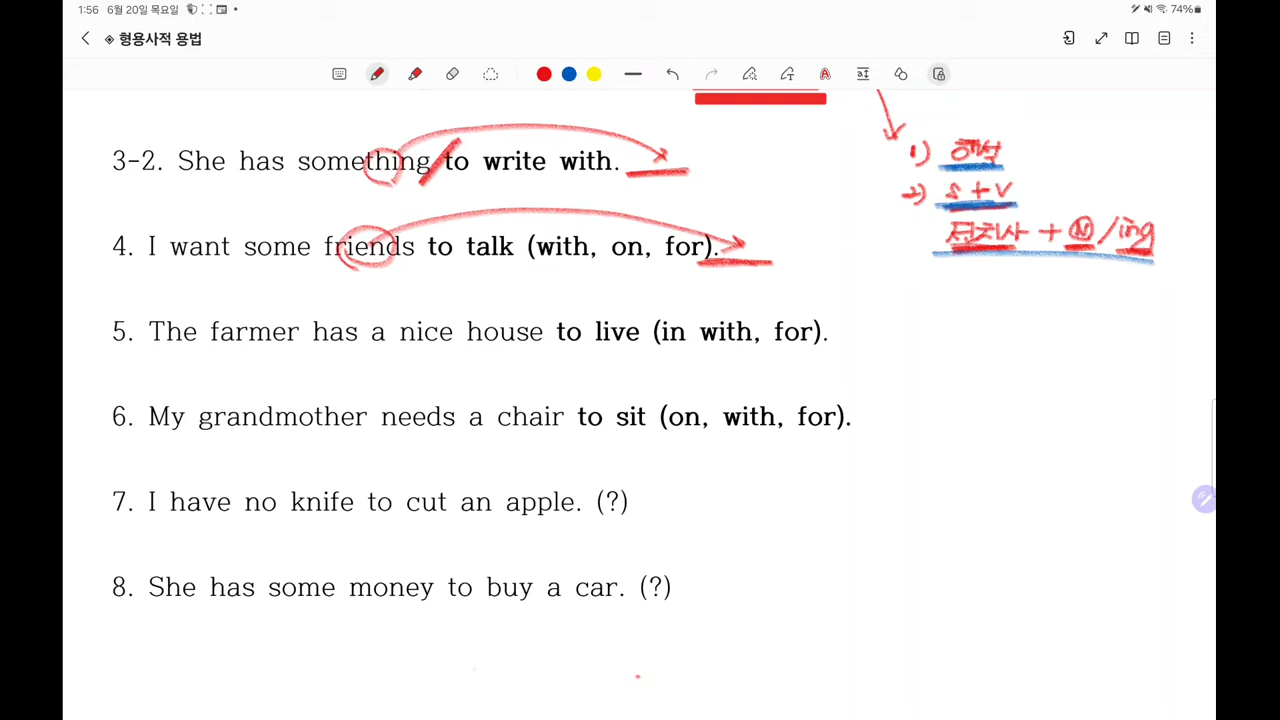 1:56 6월 20일 목요일 74%
◈ 형용사적 용법
3-2. She has something to write with.
1) 해석
2) S + V
전치사 + N / ing
4. I want some friends to talk (with, on, for).
5. The farmer has a nice house to live (in with, for).
6. My grandmother needs a chair to sit (on, with, for).
7. I have no knife to cut an apple. (?)
8. She has some money to buy a car. (?)